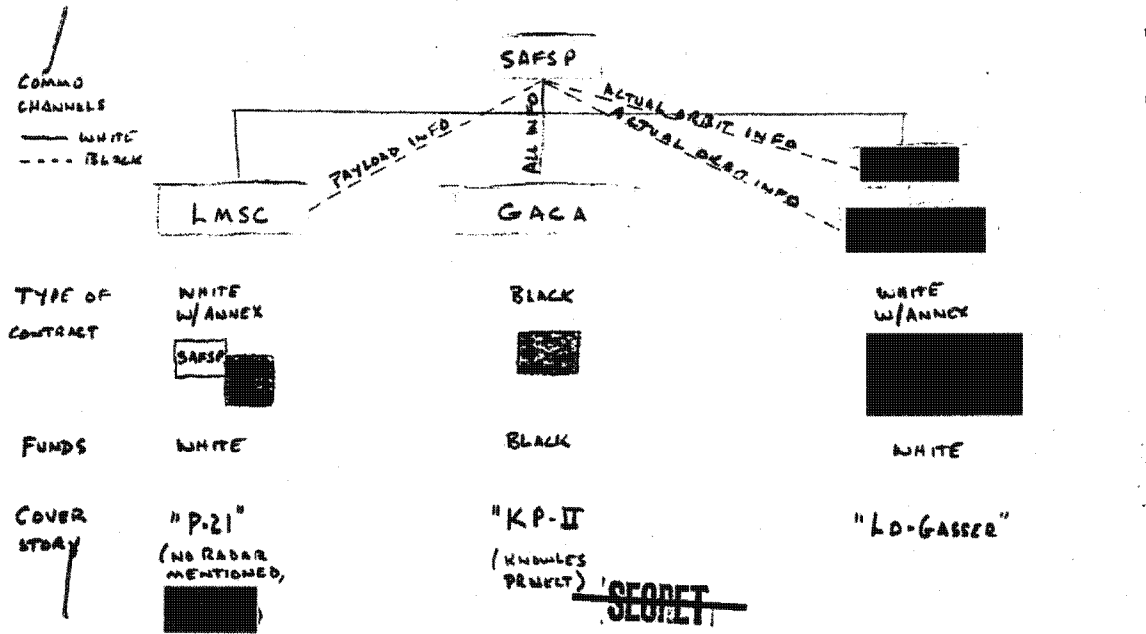 SAFSP
COMMO
CHANNELS
WHITE
BLACK
PAYLOAD INFO
ALL INFO
ACTUAL ORBIT INFO
ACTUAL ORBIT INFO
LMSC
GACA
TYPE OF
CONTRACT
WHITE
W/ANNEX
SAFSP
BLACK
WHITE
W/ANNEX
FUNDS
WHITE
BLACK
WHITE
COVER
STORY
"P-21"
(NO RADAR
MENTIONED,
)
"KP-II
(KNOWLES
)
SECRET
"LO-GASSER"